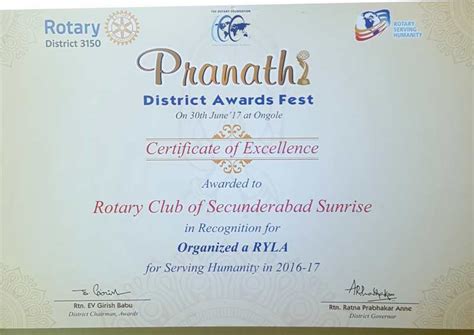 Rotary
District 3150
THE ROTARY FOUNDATION
ROTARY
SERVING
HUMANITY
Pranathi
District Awards Fest
On 30th June'17 at Ongole
Certificate of Excellence
Awarded to
Rotary Club of Secunderabad Sunrise
in Recognition for
Organized a RYLA
for Serving Humanity in 2016-17
Rtn. EV Girish Babu
District Chairman, Awards
Rtn. Ratna Prabhakar Anne
District Governor